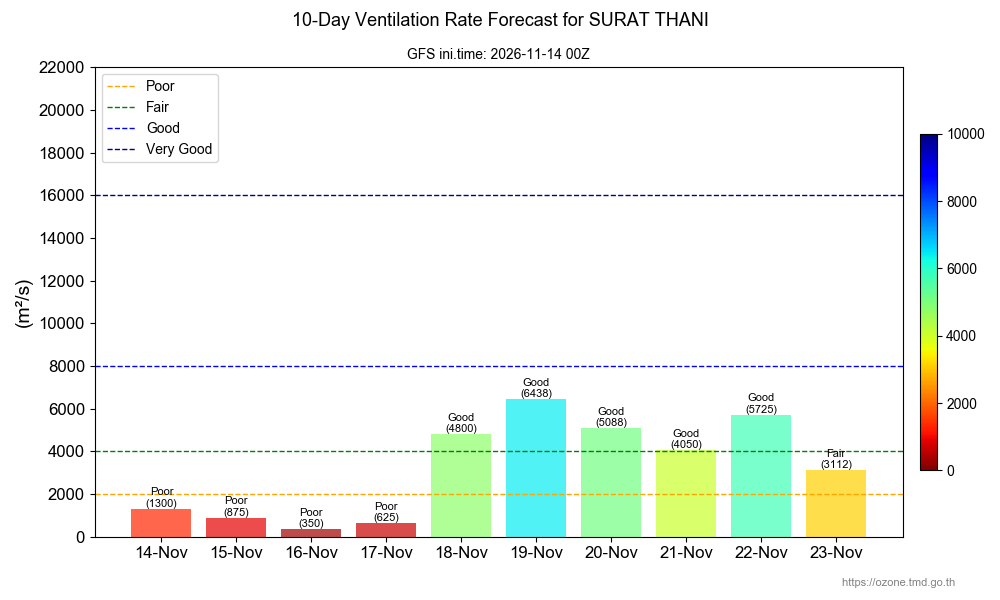 10-Day Ventilation Rate Forecast for SURAT THANI
GFS ini.time: 2026-11-14 00Z
(m²/s)
22000
20000
18000
16000
14000
12000
10000
8000
6000
4000
2000
0
Poor
Fair
Good
Very Good
Poor
(1300)
Poor
(875)
Poor
(350)
Poor
(625)
Good
(4800)
Good
(6438)
Good
(5088)
Good
(4050)
Good
(5725)
Fair
(3112)
14-Nov 15-Nov 16-Nov 17-Nov 18-Nov 19-Nov 20-Nov 21-Nov 22-Nov 23-Nov
10000
8000
6000
4000
2000
0
https://ozone.tmd.go.th